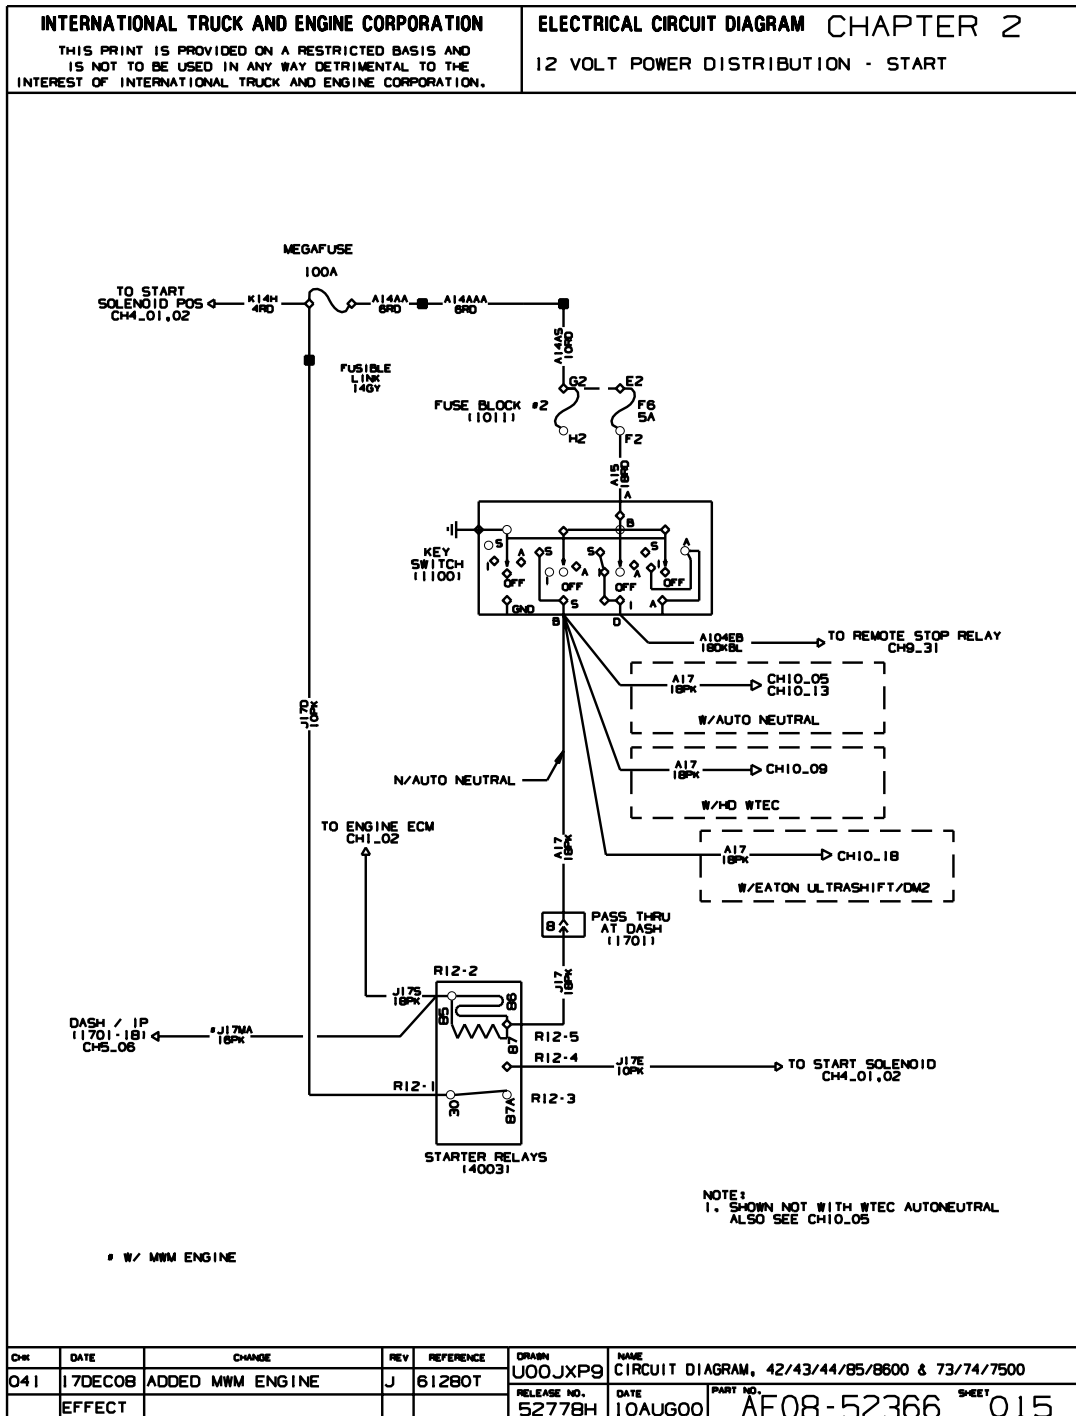 INTERNATIONAL TRUCK AND ENGINE CORPORATION
THIS PRINT IS PROVIDED ON A RESTRICTED BASIS AND
IS NOT TO BE USED IN ANY WAY DETRIMENTAL TO THE
INTEREST OF INTERNATIONAL TRUCK AND ENGINE CORPORATION.
ELECTRICAL CIRCUIT DIAGRAM CHAPTER 2
12 VOLT POWER DISTRIBUTION - START
MEGAFUSE
100A
TO START
SOLENOID POS
CH4_01,02
K14H
4RD
A14AA
6RD
A14AAA
6RD
A14AS
10RD
FUSIBLE
LINK
14GY
G2
E2
FUSE BLOCK #2
(1011)
F6
5A
H2
F2
A15
18RD
A
B
KEY
SWITCH
(1100)
S
I
A
OFF
GND
S
I
A
OFF
S
S
I
A
OFF
I
S
A
I
OFF
A
B
D
A104EB
18DKBL
TO REMOTE STOP RELAY
CH9_31
A17
18PK
CH10_05
CH10_13
W/AUTO NEUTRAL
J17D
10PK
A17
18PK
CH10_09
W/HD WTEC
N/AUTO NEUTRAL
TO ENGINE ECM
CH1_02
A17
18PK
A17
18PK
CH10_18
W/EATON ULTRASHIFT/DM2
8
PASS THRU
AT DASH
(1701)
J17
18PK
R12-2
J17S
18PK
85
86
DASH / IP
(1701-18)
CH5_06
#J17MA
16PK
87
R12-5
R12-4
J17E
10PK
TO START SOLENOID
CH4_01,02
R12-1
30
87A
R12-3
STARTER RELAYS
(4003)
NOTE:
1. SHOWN NOT WITH WTEC AUTONEUTRAL
ALSO SEE CH10_05
# W/ MWM ENGINE
CHK DATE CHANGE REV REFERENCE
041 17DEC08 ADDED MWM ENGINE J 61280T
EFFECT
DRAWN
U00JXP9
NAME
CIRCUIT DIAGRAM, 42/43/44/85/8600 & 73/74/7500
RELEASE NO.
52778H
DATE
10AUG00
PART NO.
AE08-52366
SHEET
015